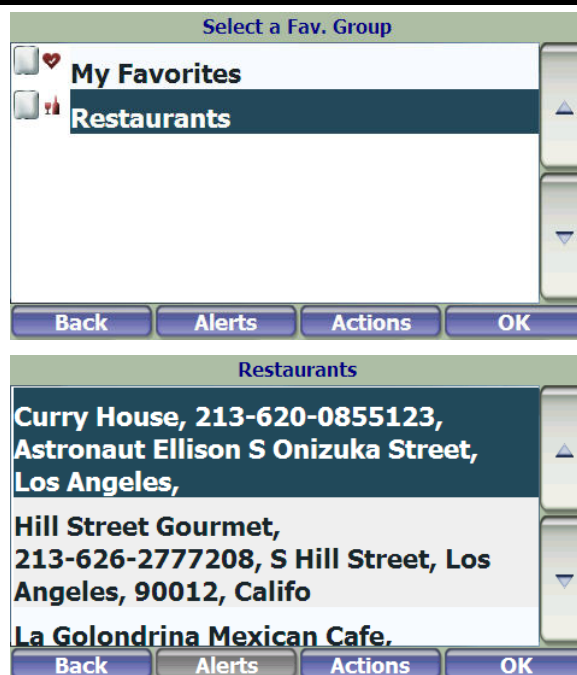 Select a Fav. Group
My Favorites
Restaurants
Back Alerts Actions OK
Restaurants
Curry House, 213-620-0855123,
Astronaut Ellison S Onizuka Street,
Los Angeles,
Hill Street Gourmet,
213-626-2777208, S Hill Street, Los
Angeles, 90012, Califo
La Golondrina Mexican Cafe,
Back Alerts Actions OK